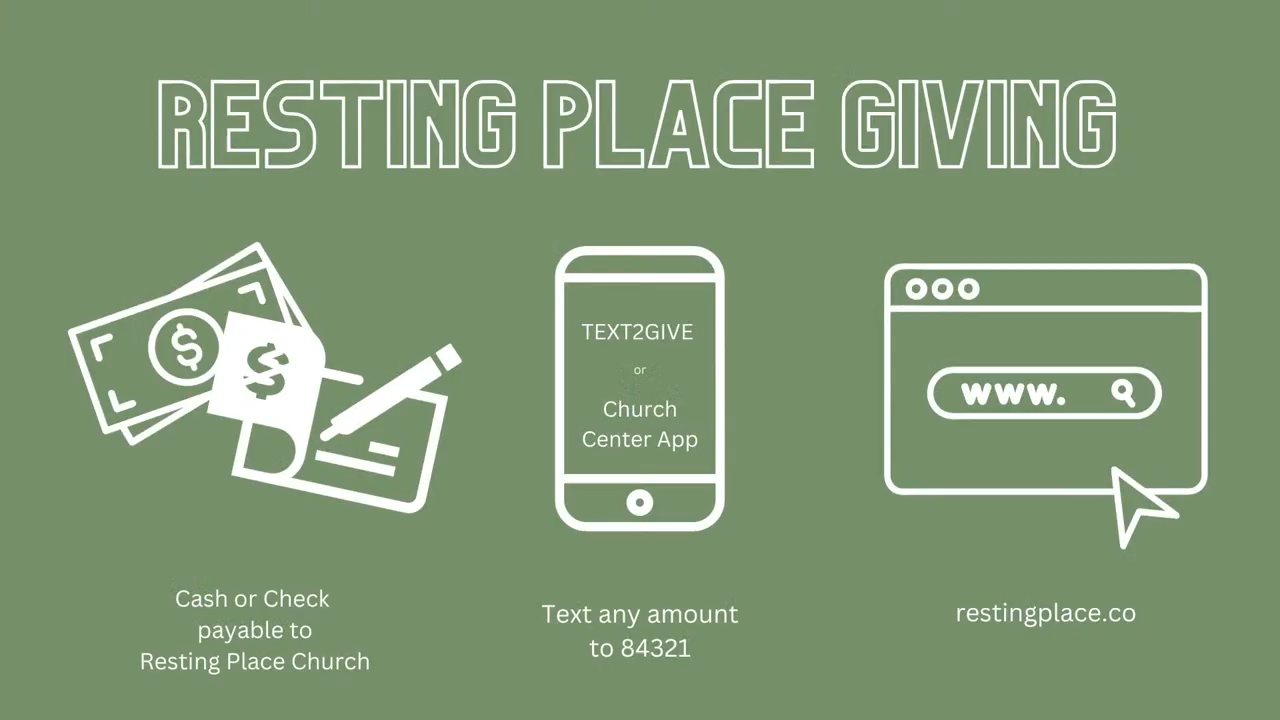 RESTING PLACE GIVING
$
$
TEXT2GIVE
or
Church
Center App
www.
Cash or Check
payable to
Resting Place Church
Text any amount
to 84321
restingplace.co